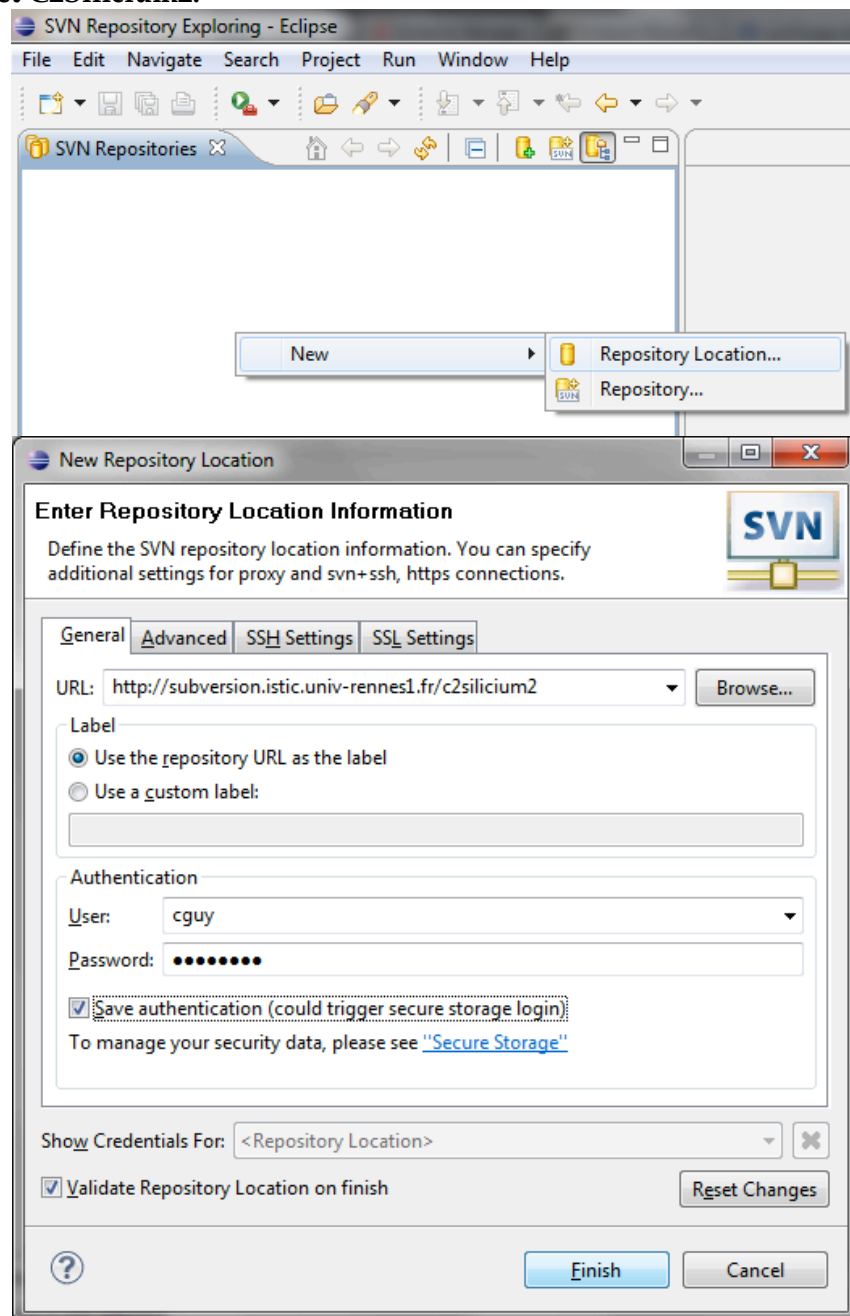 SVN Repository Exploring - Eclipse
File Edit Navigate Search Project Run Window Help
SVN Repositories
SVN
New
Repository Location...
SVN
Repository...
New Repository Location
Enter Repository Location Information
Define the SVN repository location information. You can specify
additional settings for proxy and svn+ssh, https connections.
SVN
General Advanced SSH Settings SSL Settings
URL: http://subversion.istic.univ-rennes1.fr/c2silicium2 Browse...
Label
Use the repository URL as the label
Use a custom label:
Authentication
User: cguy
Password: ●●●●●●●●
Save authentication (could trigger secure storage login)
To manage your security data, please see "Secure Storage"
Show Credentials For: <Repository Location>
Validate Repository Location on finish Reset Changes
? Finish Cancel